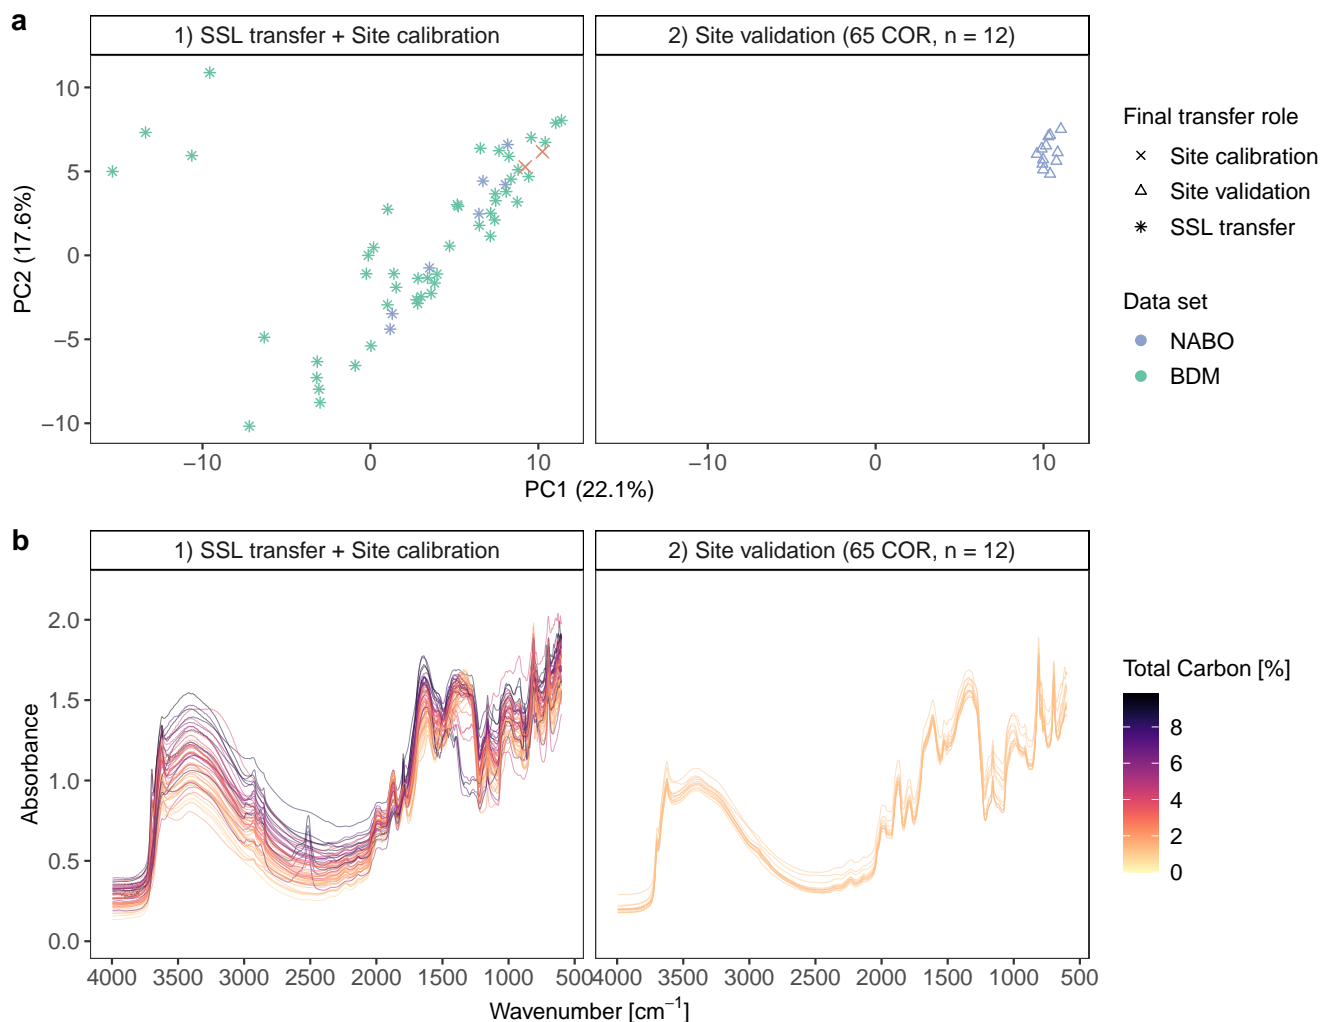 a
1) SSL transfer + Site calibration
2) Site validation (65 COR, n = 12)
PC2 (17.6%)
10
5
0
−5
−10
−10
0
10
−10
0
10
PC1 (22.1%)
Final transfer role
Site calibration
Site validation
SSL transfer
Data set
NABO
BDM
b
1) SSL transfer + Site calibration
2) Site validation (65 COR, n = 12)
Absorbance
2.0
1.5
1.0
0.5
0.0
4000 3500 3000 2500 2000 1500 1000 500
4000 3500 3000 2500 2000 1500 1000 500
Wavenumber [cm⁻¹]
Total Carbon [%]
8
6
4
2
0